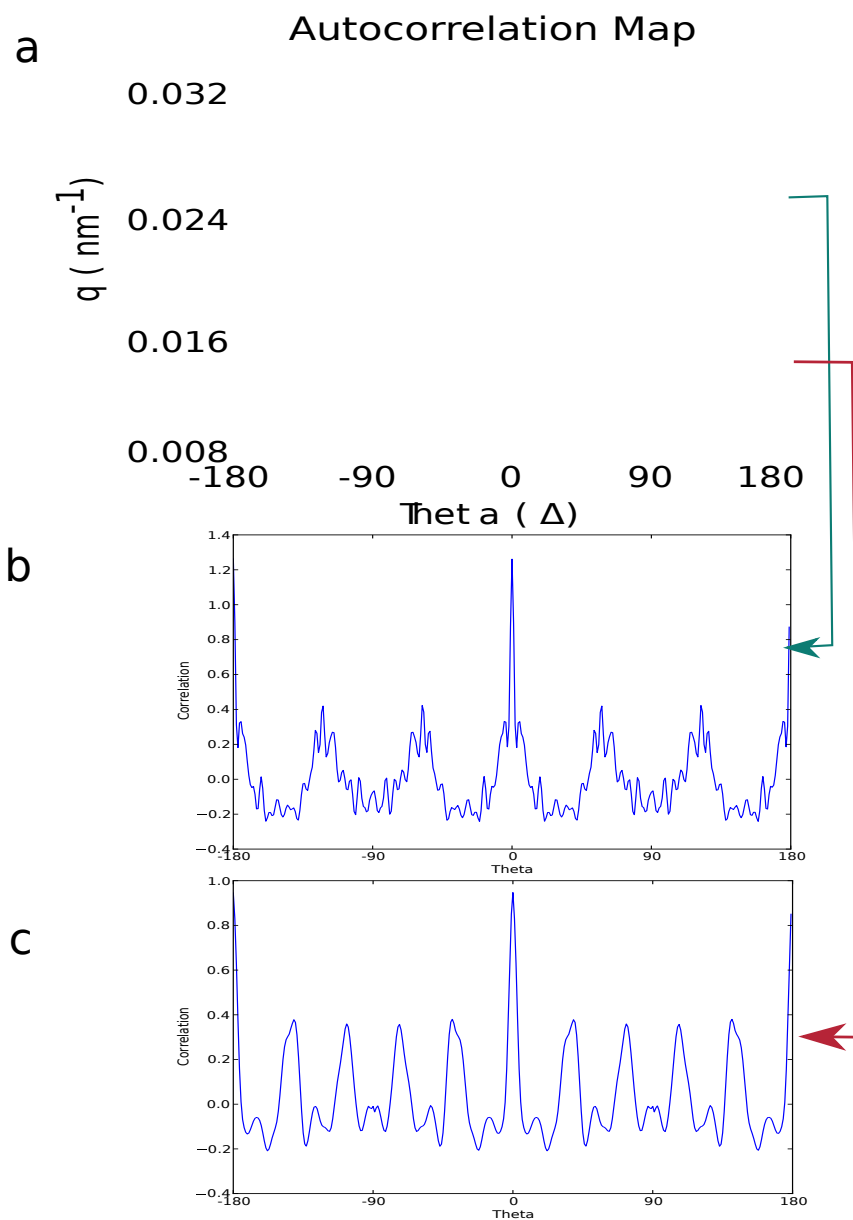 a
Autocorrelation Map
q ( nm-1)
0.032
0.024
0.016
0.008
-180 -90 0 90 180
Theta ( Δ)
b
Correlation
1.4
1.2
1.0
0.8
0.6
0.4
0.2
0.0
−0.2
−0.4
-180 -90 0 90 180
Theta
c
Correlation
1.0
0.8
0.6
0.4
0.2
0.0
−0.2
−0.4
-180 -90 0 90 180
Theta